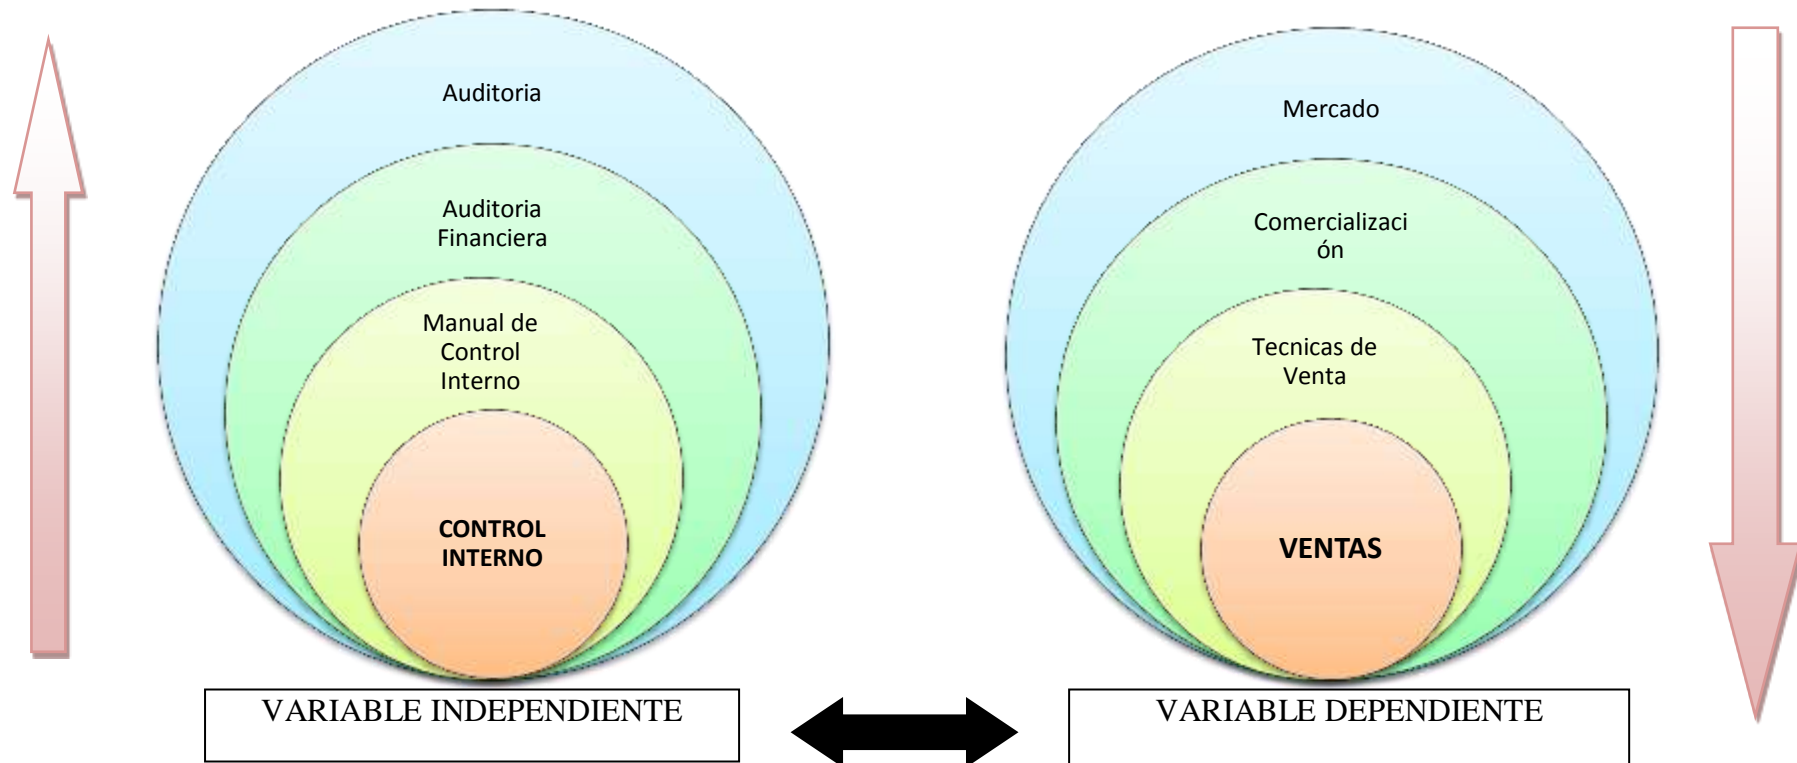 Auditoria
Auditoria
Financiera
Manual de
Control
Interno
CONTROL
INTERNO
VARIABLE INDEPENDIENTE
Mercado
Comercializaci
ón
Tecnicas de
Venta
VENTAS
VARIABLE DEPENDIENTE